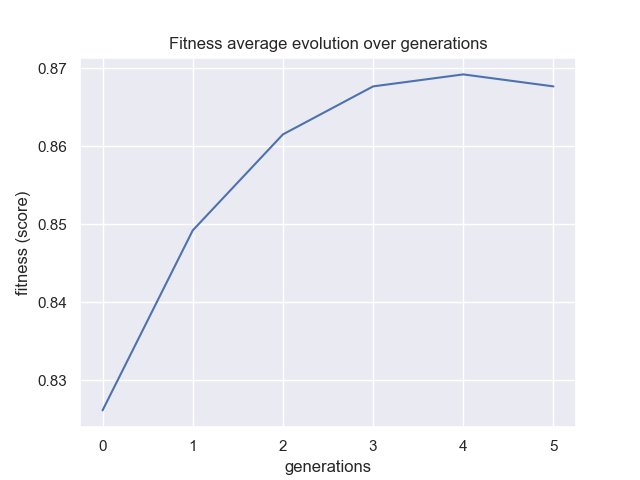 Fitness average evolution over generations
0.87
0.86
0.85
0.84
0.83
fitness (score)
0 1 2 3 4 5
generations